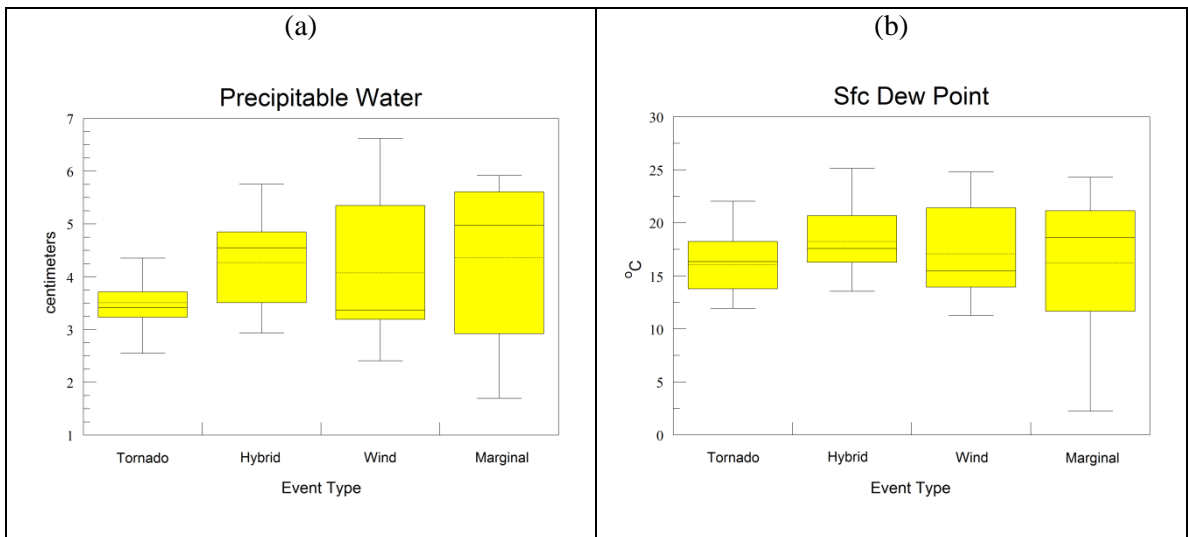 (a)
Precipitable Water
7
6
5
4
3
2
1
centimeters
Tornado Hybrid Wind Marginal
Event Type
(b)
Sfc Dew Point
30
25
20
15
10
5
0
°C
Tornado Hybrid Wind Marginal
Event Type